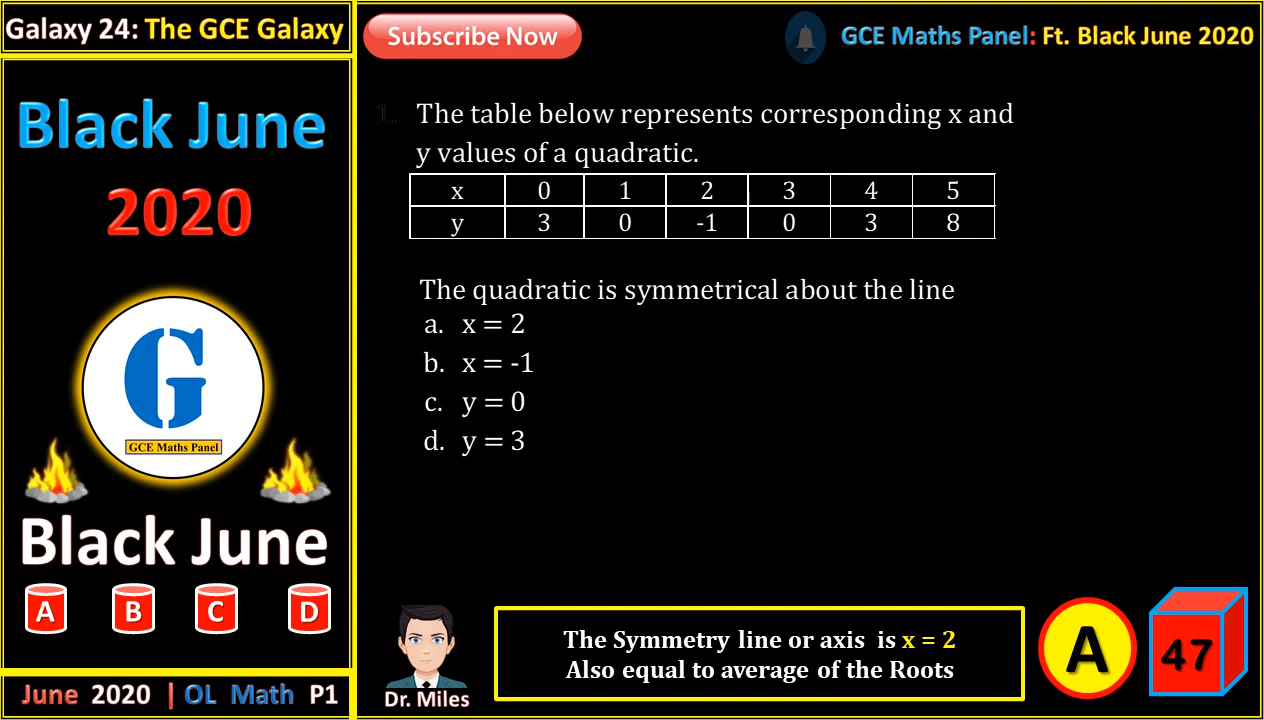 Galaxy 24: The GCE Galaxy
Subscribe Now
GCE Maths Panel: Ft. Black June 2020
Black June
2020
G
GCE Maths Panel
Black June
A B C D
June 2020 | OL Math P1
1. The table below represents corresponding x and
y values of a quadratic.
x 0 1 2 3 4 5
y 3 0 -1 0 3 8
The quadratic is symmetrical about the line
a. x = 2
b. x = -1
c. y = 0
d. y = 3
Dr. Miles
The Symmetry line or axis is x = 2
Also equal to average of the Roots
A
47